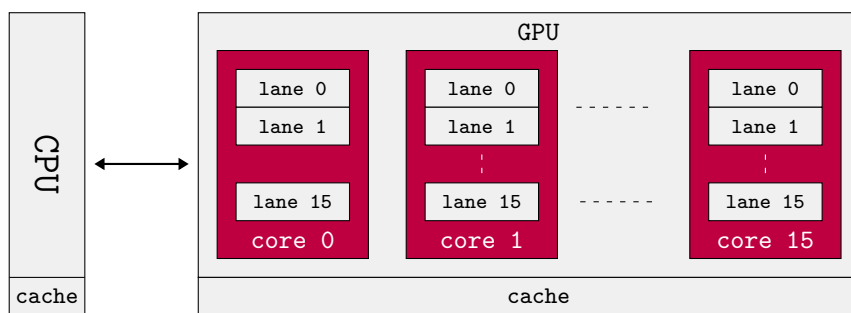 GPU
CPU
lane 0
lane 1
lane 15
core 0
lane 0
lane 1
lane 15
core 1
lane 0
lane 1
lane 15
core 15
cache
cache